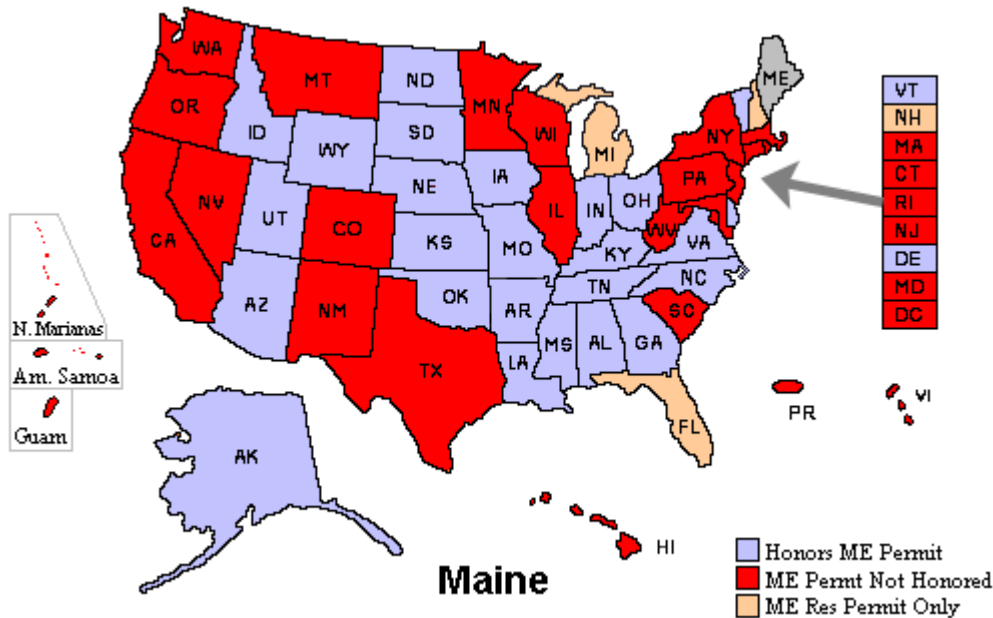 WA
MT
ND
MN
ME
VT
NH
MA
CT
RI
NJ
DE
MD
DC
OR
ID
WY
SD
WI
MI
NY
NV
UT
CO
NE
IA
IL
IN
OH
PA
CA
KS
MO
KY
WV
VA
AZ
NM
OK
AR
TN
NC
TX
LA
MS
AL
GA
SC
FL
N. Marianas
Am. Samoa
Guam
PR
VI
AK
HI
Maine
Honors ME Permit
ME Permt Not Honored
ME Res Permit Only